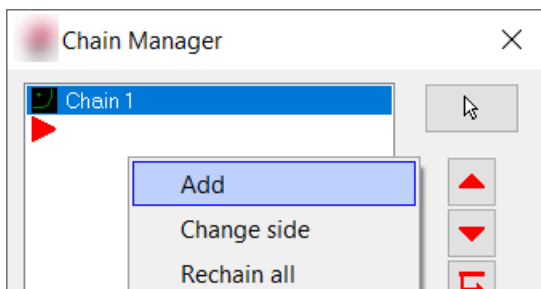 Chain Manager
Chain 1
Add
Change side
Rechain all